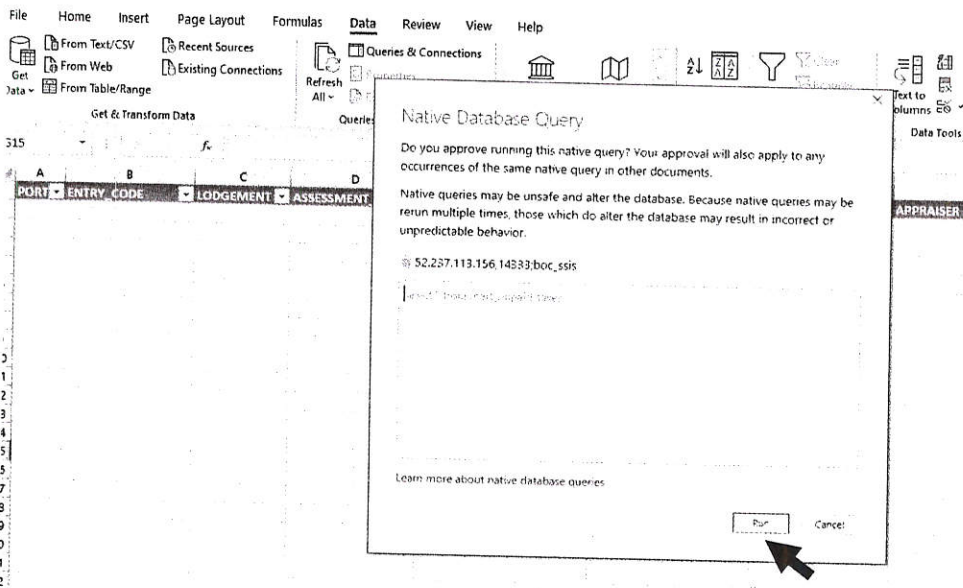 File Home Insert Page Layout Formulas Data Review View Help
From Text/CSV Recent Sources Queries & Connections
From Web Existing Connections
Get From Table/Range Refresh
Data All Text to
Columns
Get & Transform Data Queries Data Tools
315 fx
A B C D
PORT ENTRY_CODE LODGEMENT ASSESSMENT APPRAISER
Native Database Query
Do you approve running this native query? Your approval will also apply to any
occurrences of the same native query in other documents.
Native queries may be unsafe and alter the database. Because native queries may be
rerun multiple times, those which do alter the database may result in incorrect or
unpredictable behavior.
52.237.113.156,14333;boc_ssis
Learn more about native database queries
Run Cancel